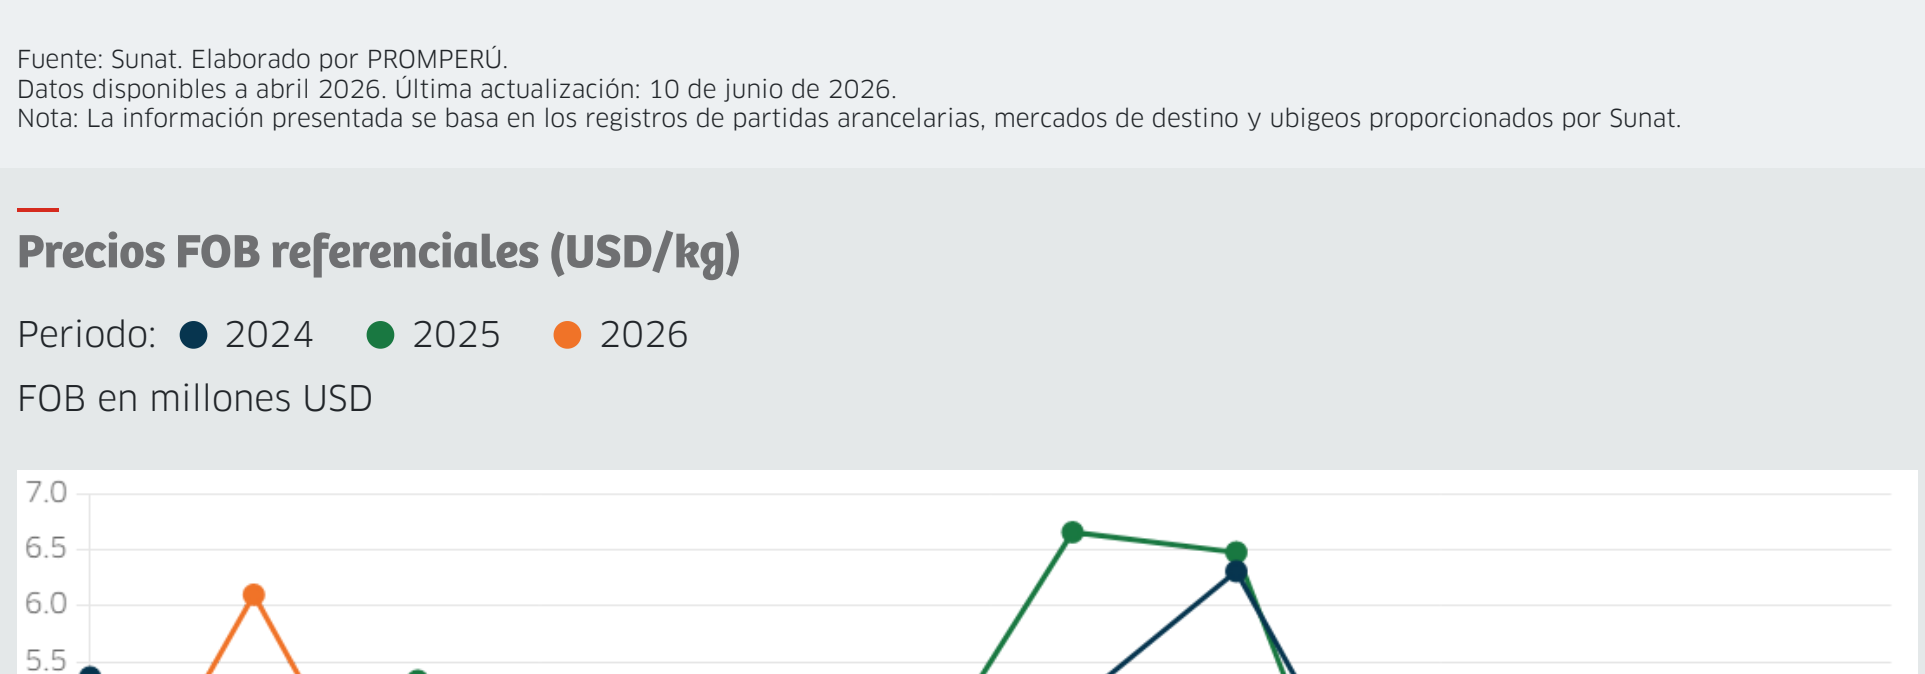 Fuente: Sunat. Elaborado por PROMPERÚ.
Datos disponibles a abril 2026. Última actualización: 10 de junio de 2026.
Nota: La información presentada se basa en los registros de partidas arancelarias, mercados de destino y ubigeos proporcionados por Sunat.
Precios FOB referenciales (USD/kg)
Periodo: 2024 2025 2026
FOB en millones USD
7.0
6.5
6.0
5.5